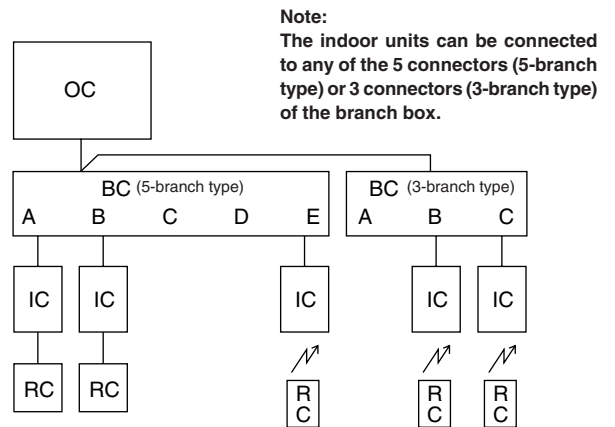 Note:
The indoor units can be connected
to any of the 5 connectors (5-branch
type) or 3 connectors (3-branch type)
of the branch box.
OC
BC (5-branch type)
A B C D E
BC (3-branch type)
A B C
IC IC IC IC IC
RC RC
R
C
R
C
R
C